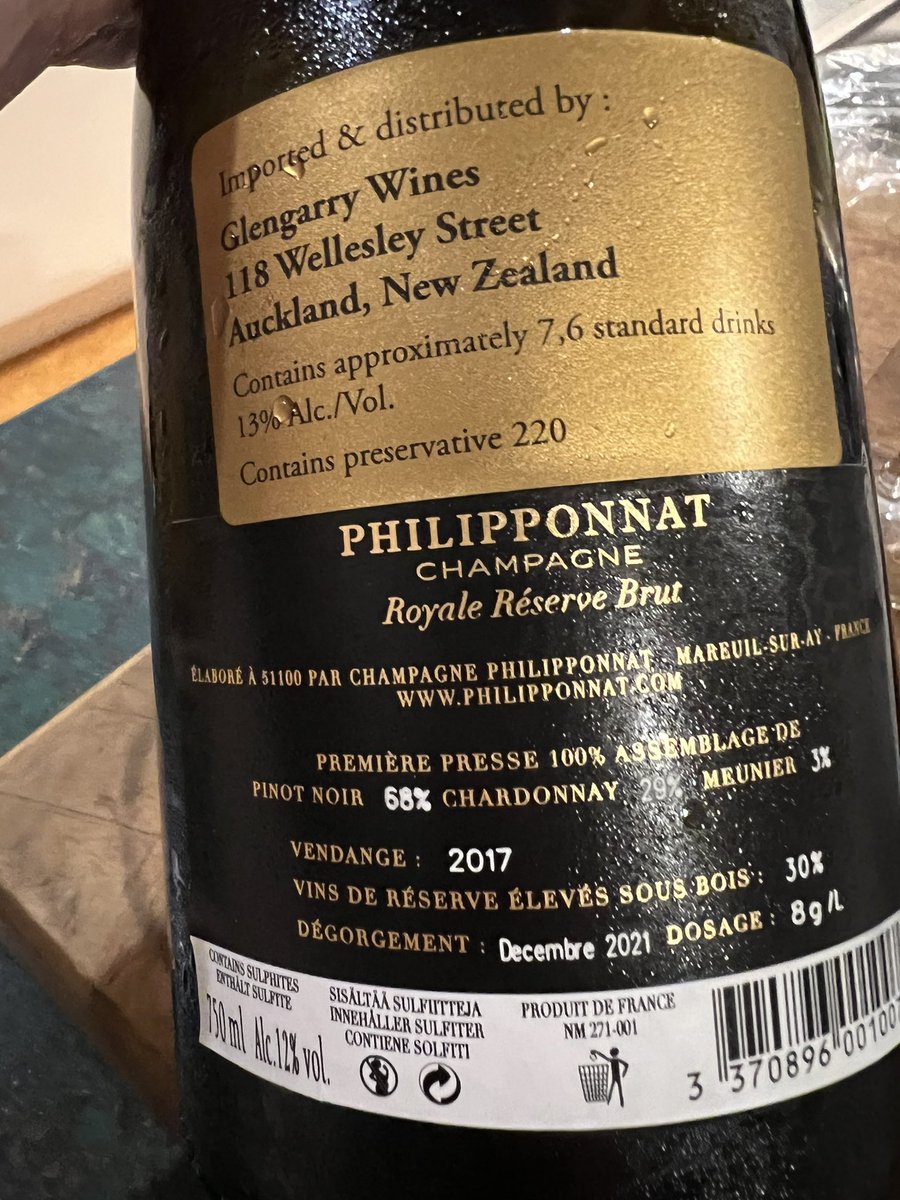 Imported & distributed by :
Glengarry Wines
118 Wellesley Street
Auckland, New Zealand
Contains approximately 7,6 standard drinks
13% Alc./Vol.
Contains preservative 220
PHILIPPONNAT
CHAMPAGNE
Royale Réserve Brut
ÉLABORÉ À 51100 PAR CHAMPAGNE PHILIPPONNAT - MAREUIL-SUR-AY - FRANCE
WWW.PHILIPPONNAT.COM
PREMIÈRE PRESSE 100% ASSEMBLAGE DE
PINOT NOIR 68% CHARDONNAY 29% MEUNIER 3%
VENDANGE : 2017
VINS DE RÉSERVE ÉLEVÉS SOUS BOIS : 30%
DÉGORGEMENT : Decembre 2021 DOSAGE : 8g/L
CONTAINS SULPHITES
ENTHÄLT SULFITE
750 ml Alc.12% vol.
SISÄLTÄÄ SULFIITTEJA
INNEHÅLLER SULFITER
CONTIENE SOLFITI
PRODUIT DE FRANCE
NM 271-001
3 370896 00100